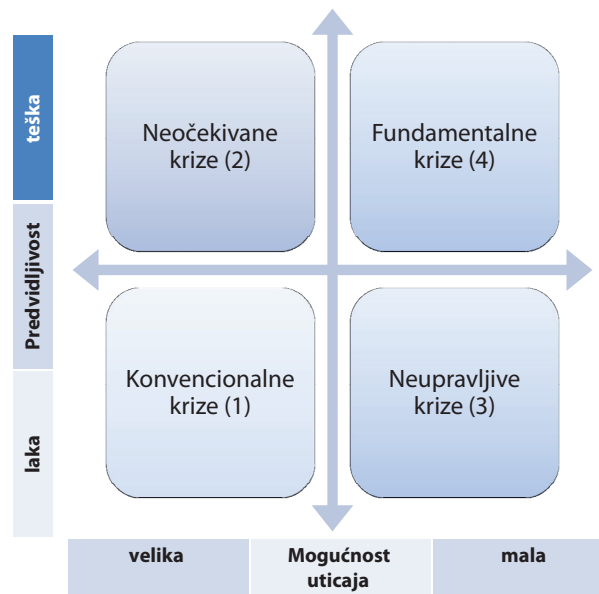 teška
Predvidljivost
laka
Neočekivane
krize (2)
Fundamentalne
krize (4)
Konvencionalne
krize (1)
Neupravljive
krize (3)
velika
Mogućnost
uticaja
mala